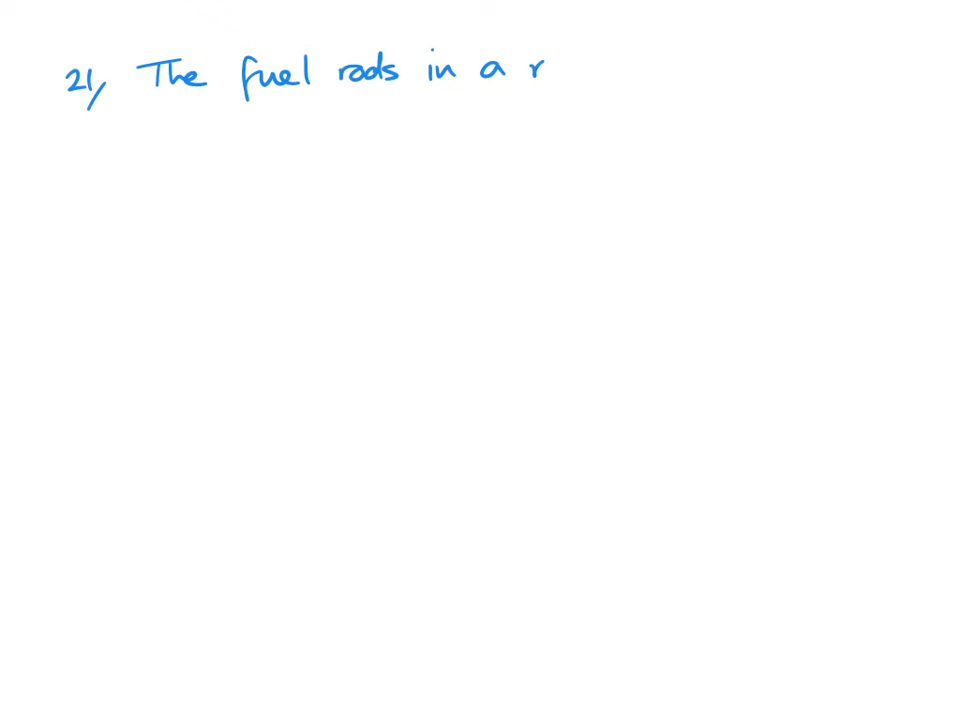 21, The fuel rods in a r